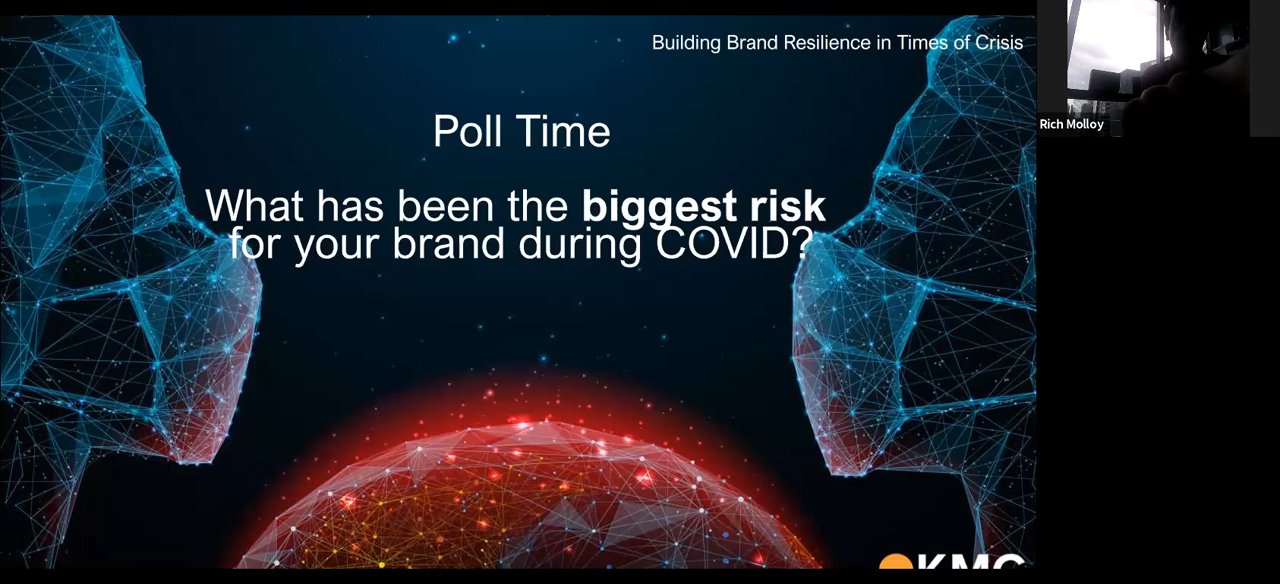 Building Brand Resilience in Times of Crisis
Rich Molloy
Poll Time
What has been the biggest risk
for your brand during COVID?